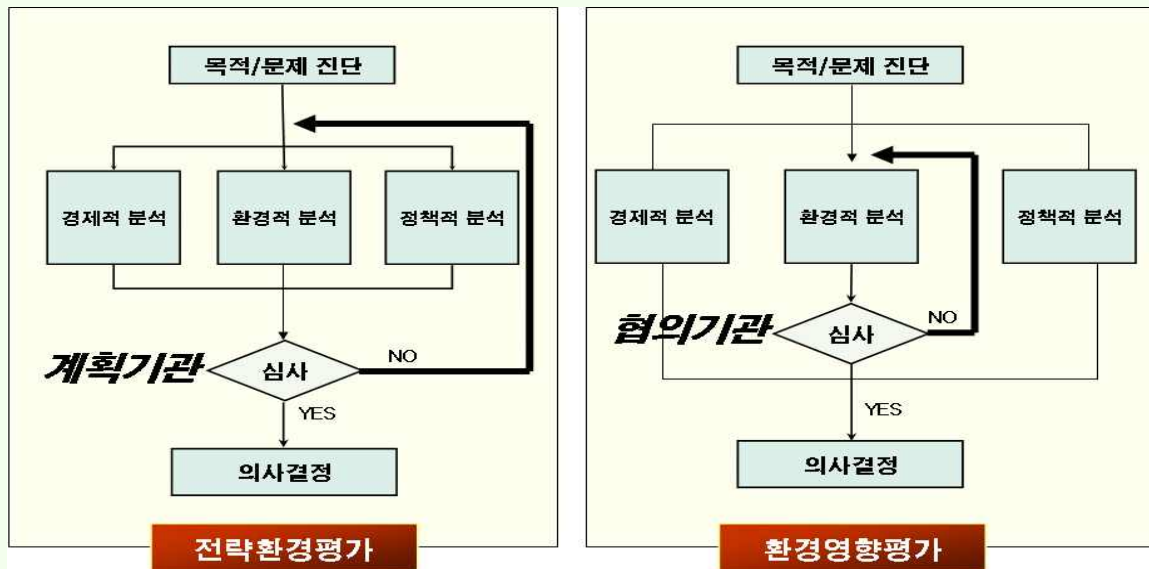 목적/문제 진단
경제적 분석
환경적 분석
정책적 분석
계획기관
심사
NO
YES
의사결정
전략환경평가
목적/문제 진단
경제적 분석
환경적 분석
정책적 분석
협의기관
심사
NO
YES
의사결정
환경영향평가